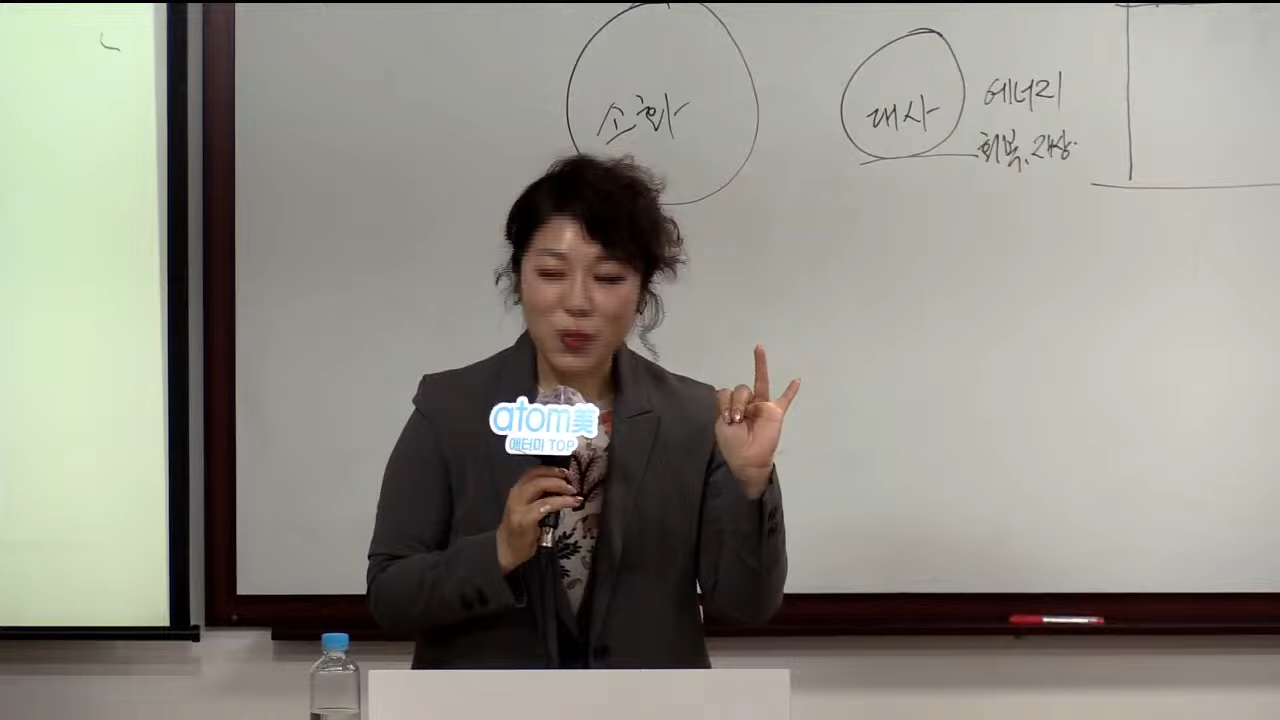 소화
대사
에너지
회복, 재생
atom美
애터미 TOP